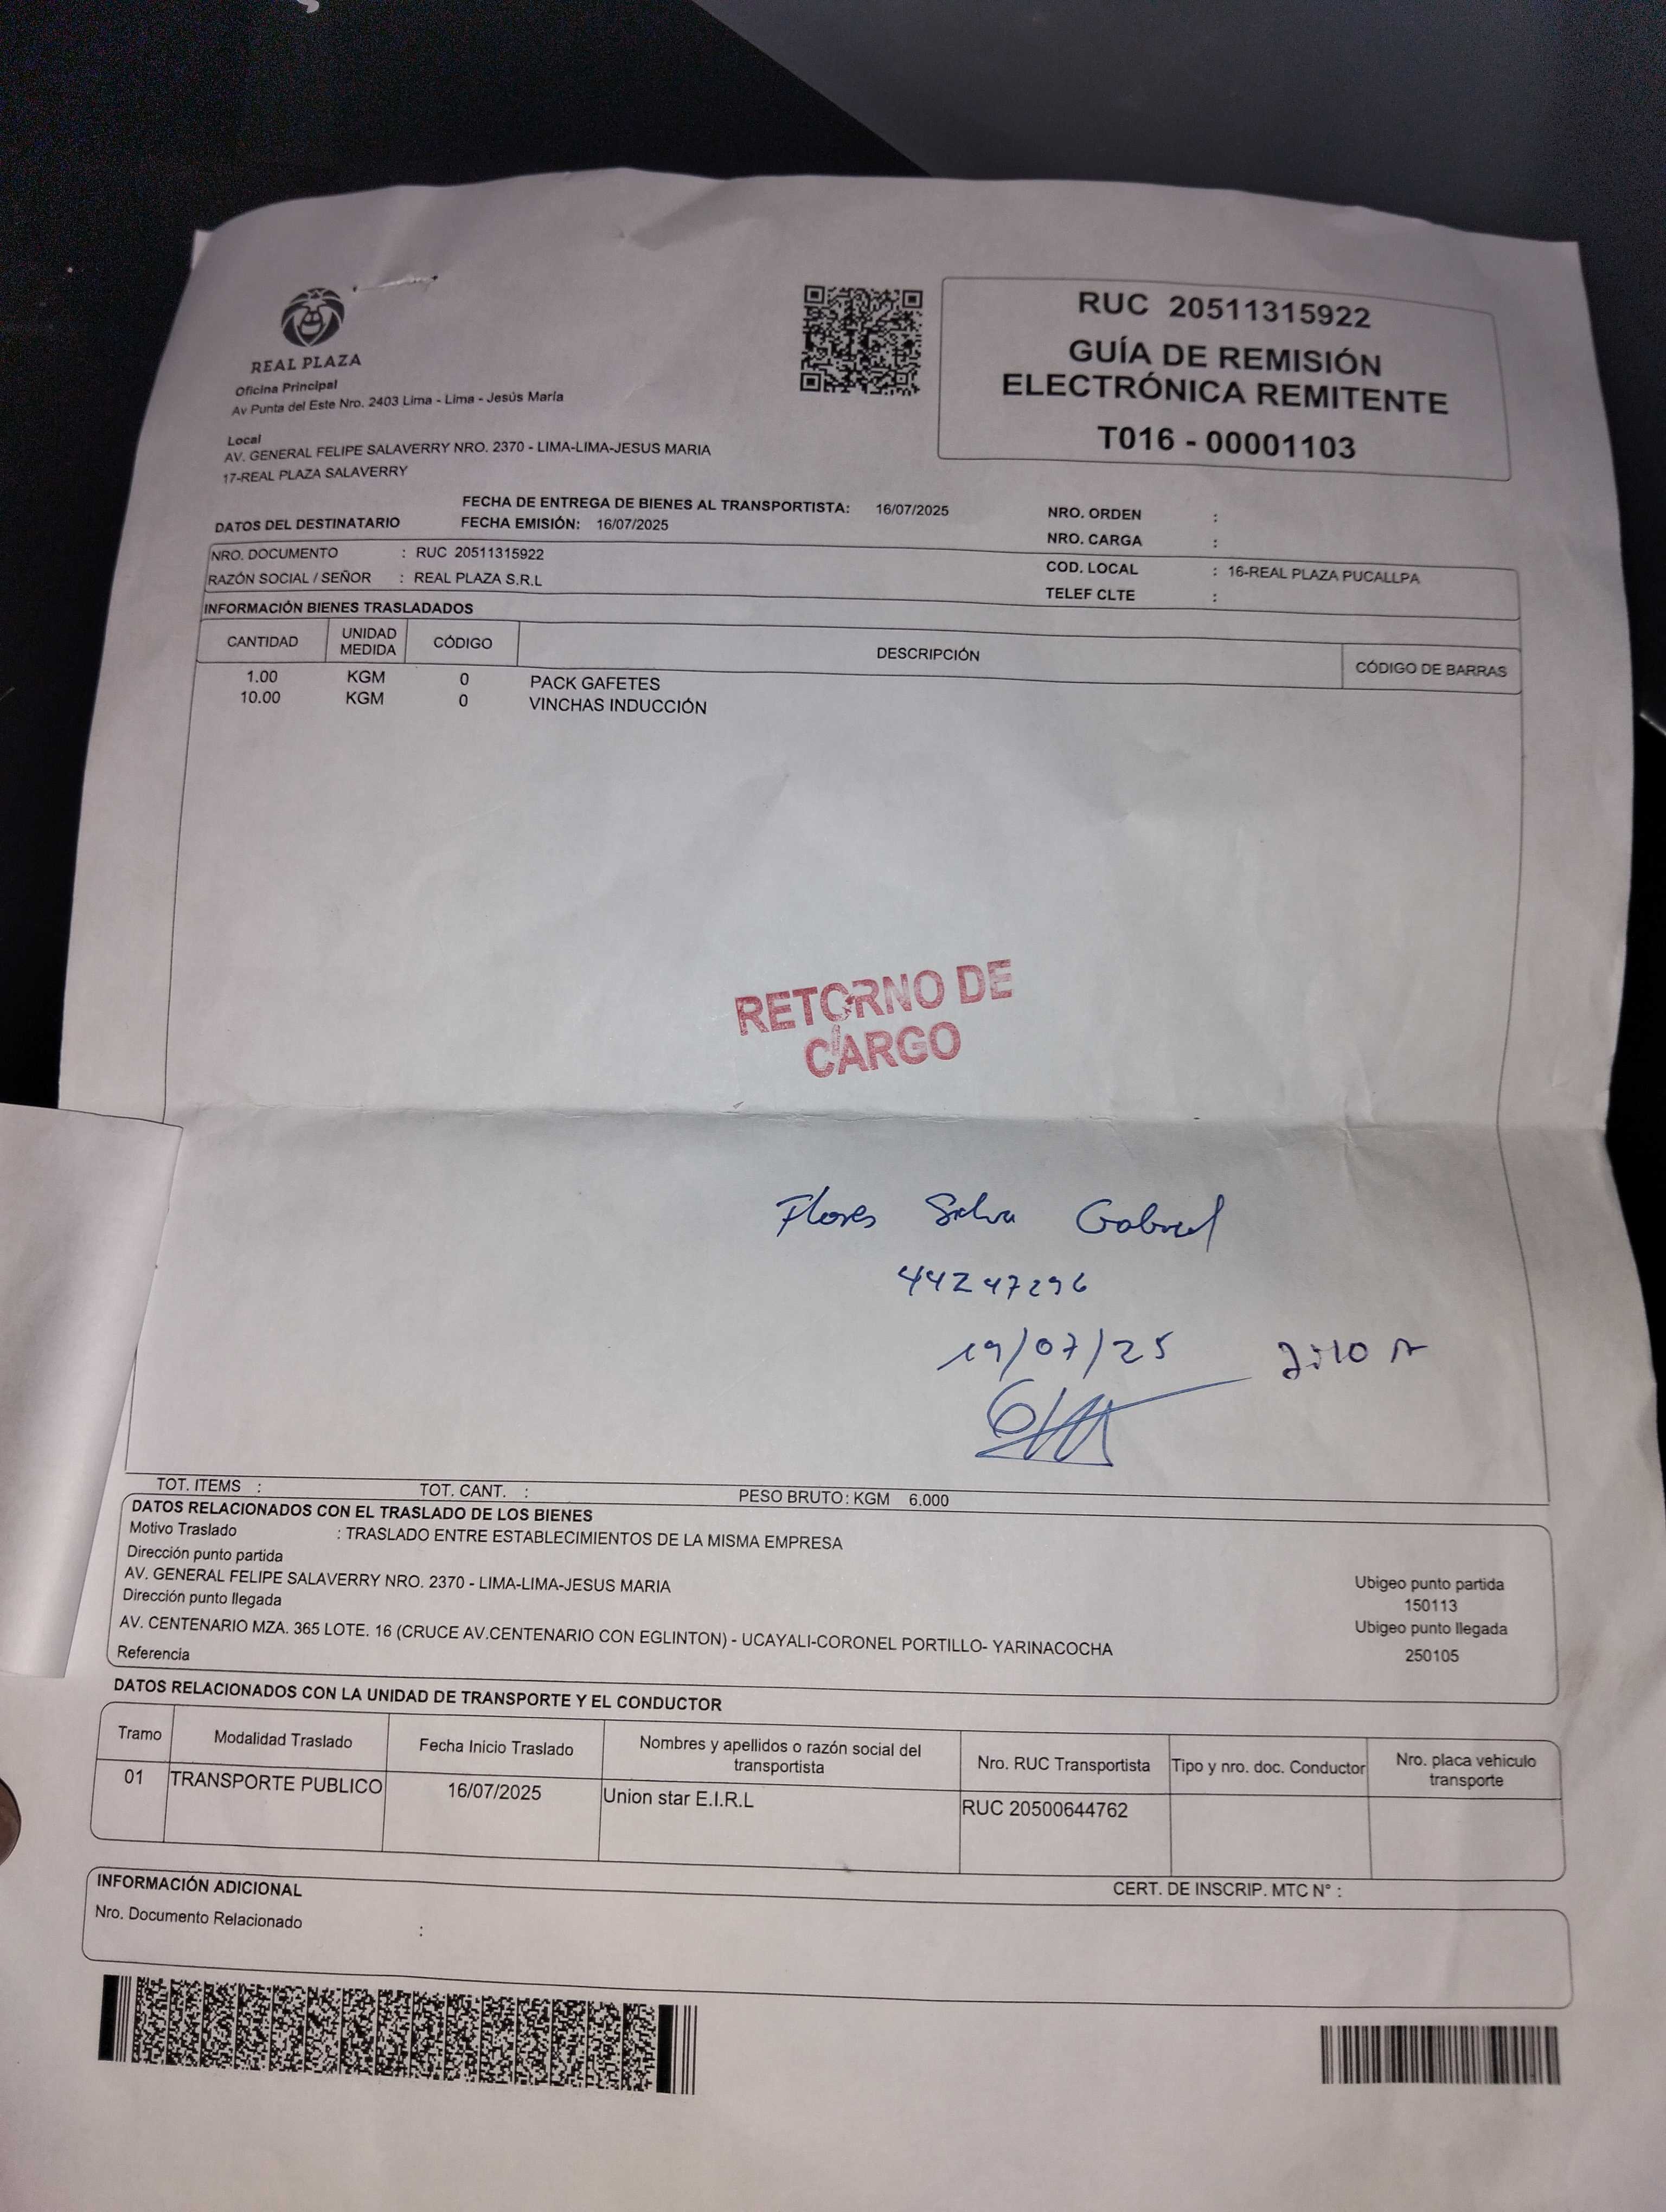 REAL PLAZA
Oficina Principal
Av Punta del Este Nro. 2403 Lima - Lima - Jesús María
Local
AV. GENERAL FELIPE SALAVERRY NRO. 2370 - LIMA-LIMA-JESUS MARIA
17-REAL PLAZA SALAVERRY
RUC 20511315922
GUÍA DE REMISIÓN
ELECTRÓNICA REMITENTE
T016 - 00001103
FECHA DE ENTREGA DE BIENES AL TRANSPORTISTA: 16/07/2025 NRO. ORDEN :
DATOS DEL DESTINATARIO FECHA EMISIÓN: 16/07/2025 NRO. CARGA :
NRO. DOCUMENTO : RUC 20511315922 COD. LOCAL : 16-REAL PLAZA PUCALLPA
RAZÓN SOCIAL / SEÑOR : REAL PLAZA S.R.L TELEF CLTE :
INFORMACIÓN BIENES TRASLADADOS
CANTIDAD UNIDAD MEDIDA CÓDIGO DESCRIPCIÓN CÓDIGO DE BARRAS
1.00 KGM 0 PACK GAFETES
10.00 KGM 0 VINCHAS INDUCCIÓN
RETORNO DE
CARGO
Flores Silva Gabriel
44247296
19/07/25 2:10
TOT. ITEMS : TOT. CANT. : PESO BRUTO: KGM 6.000
DATOS RELACIONADOS CON EL TRASLADO DE LOS BIENES
Motivo Traslado : TRASLADO ENTRE ESTABLECIMIENTOS DE LA MISMA EMPRESA
Dirección punto partida
AV. GENERAL FELIPE SALAVERRY NRO. 2370 - LIMA-LIMA-JESUS MARIA
Dirección punto llegada
AV. CENTENARIO MZA. 365 LOTE. 16 (CRUCE AV.CENTENARIO CON EGLINTON) - UCAYALI-CORONEL PORTILLO- YARINACOCHA
Referencia
Ubigeo punto partida
150113
Ubigeo punto llegada
250105
DATOS RELACIONADOS CON LA UNIDAD DE TRANSPORTE Y EL CONDUCTOR
Tramo Modalidad Traslado Fecha Inicio Traslado Nombres y apellidos o razón social del transportista Nro. RUC Transportista Tipo y nro. doc. Conductor Nro. placa vehiculo transporte
01 TRANSPORTE PUBLICO 16/07/2025 Union star E.I.R.L RUC 20500644762
INFORMACIÓN ADICIONAL CERT. DE INSCRIP. MTC N° :
Nro. Documento Relacionado :